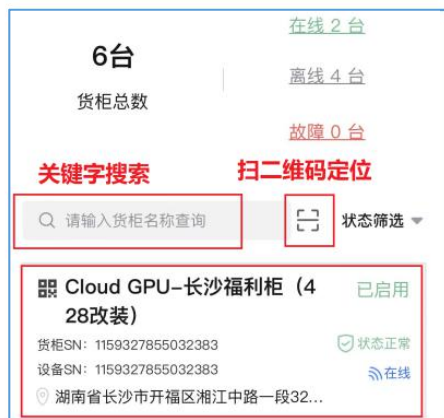 在线 2 台
6台
离线 4 台
货柜总数
故障 0 台
关键字搜索
扫二维码定位
请输入货柜名称查询
状态筛选
Cloud GPU-长沙福利柜（4
28改装）
已启用
货柜SN：1159327855032383
状态正常
设备SN：1159327855032383
在线
湖南省长沙市开福区湘江中路一段32...